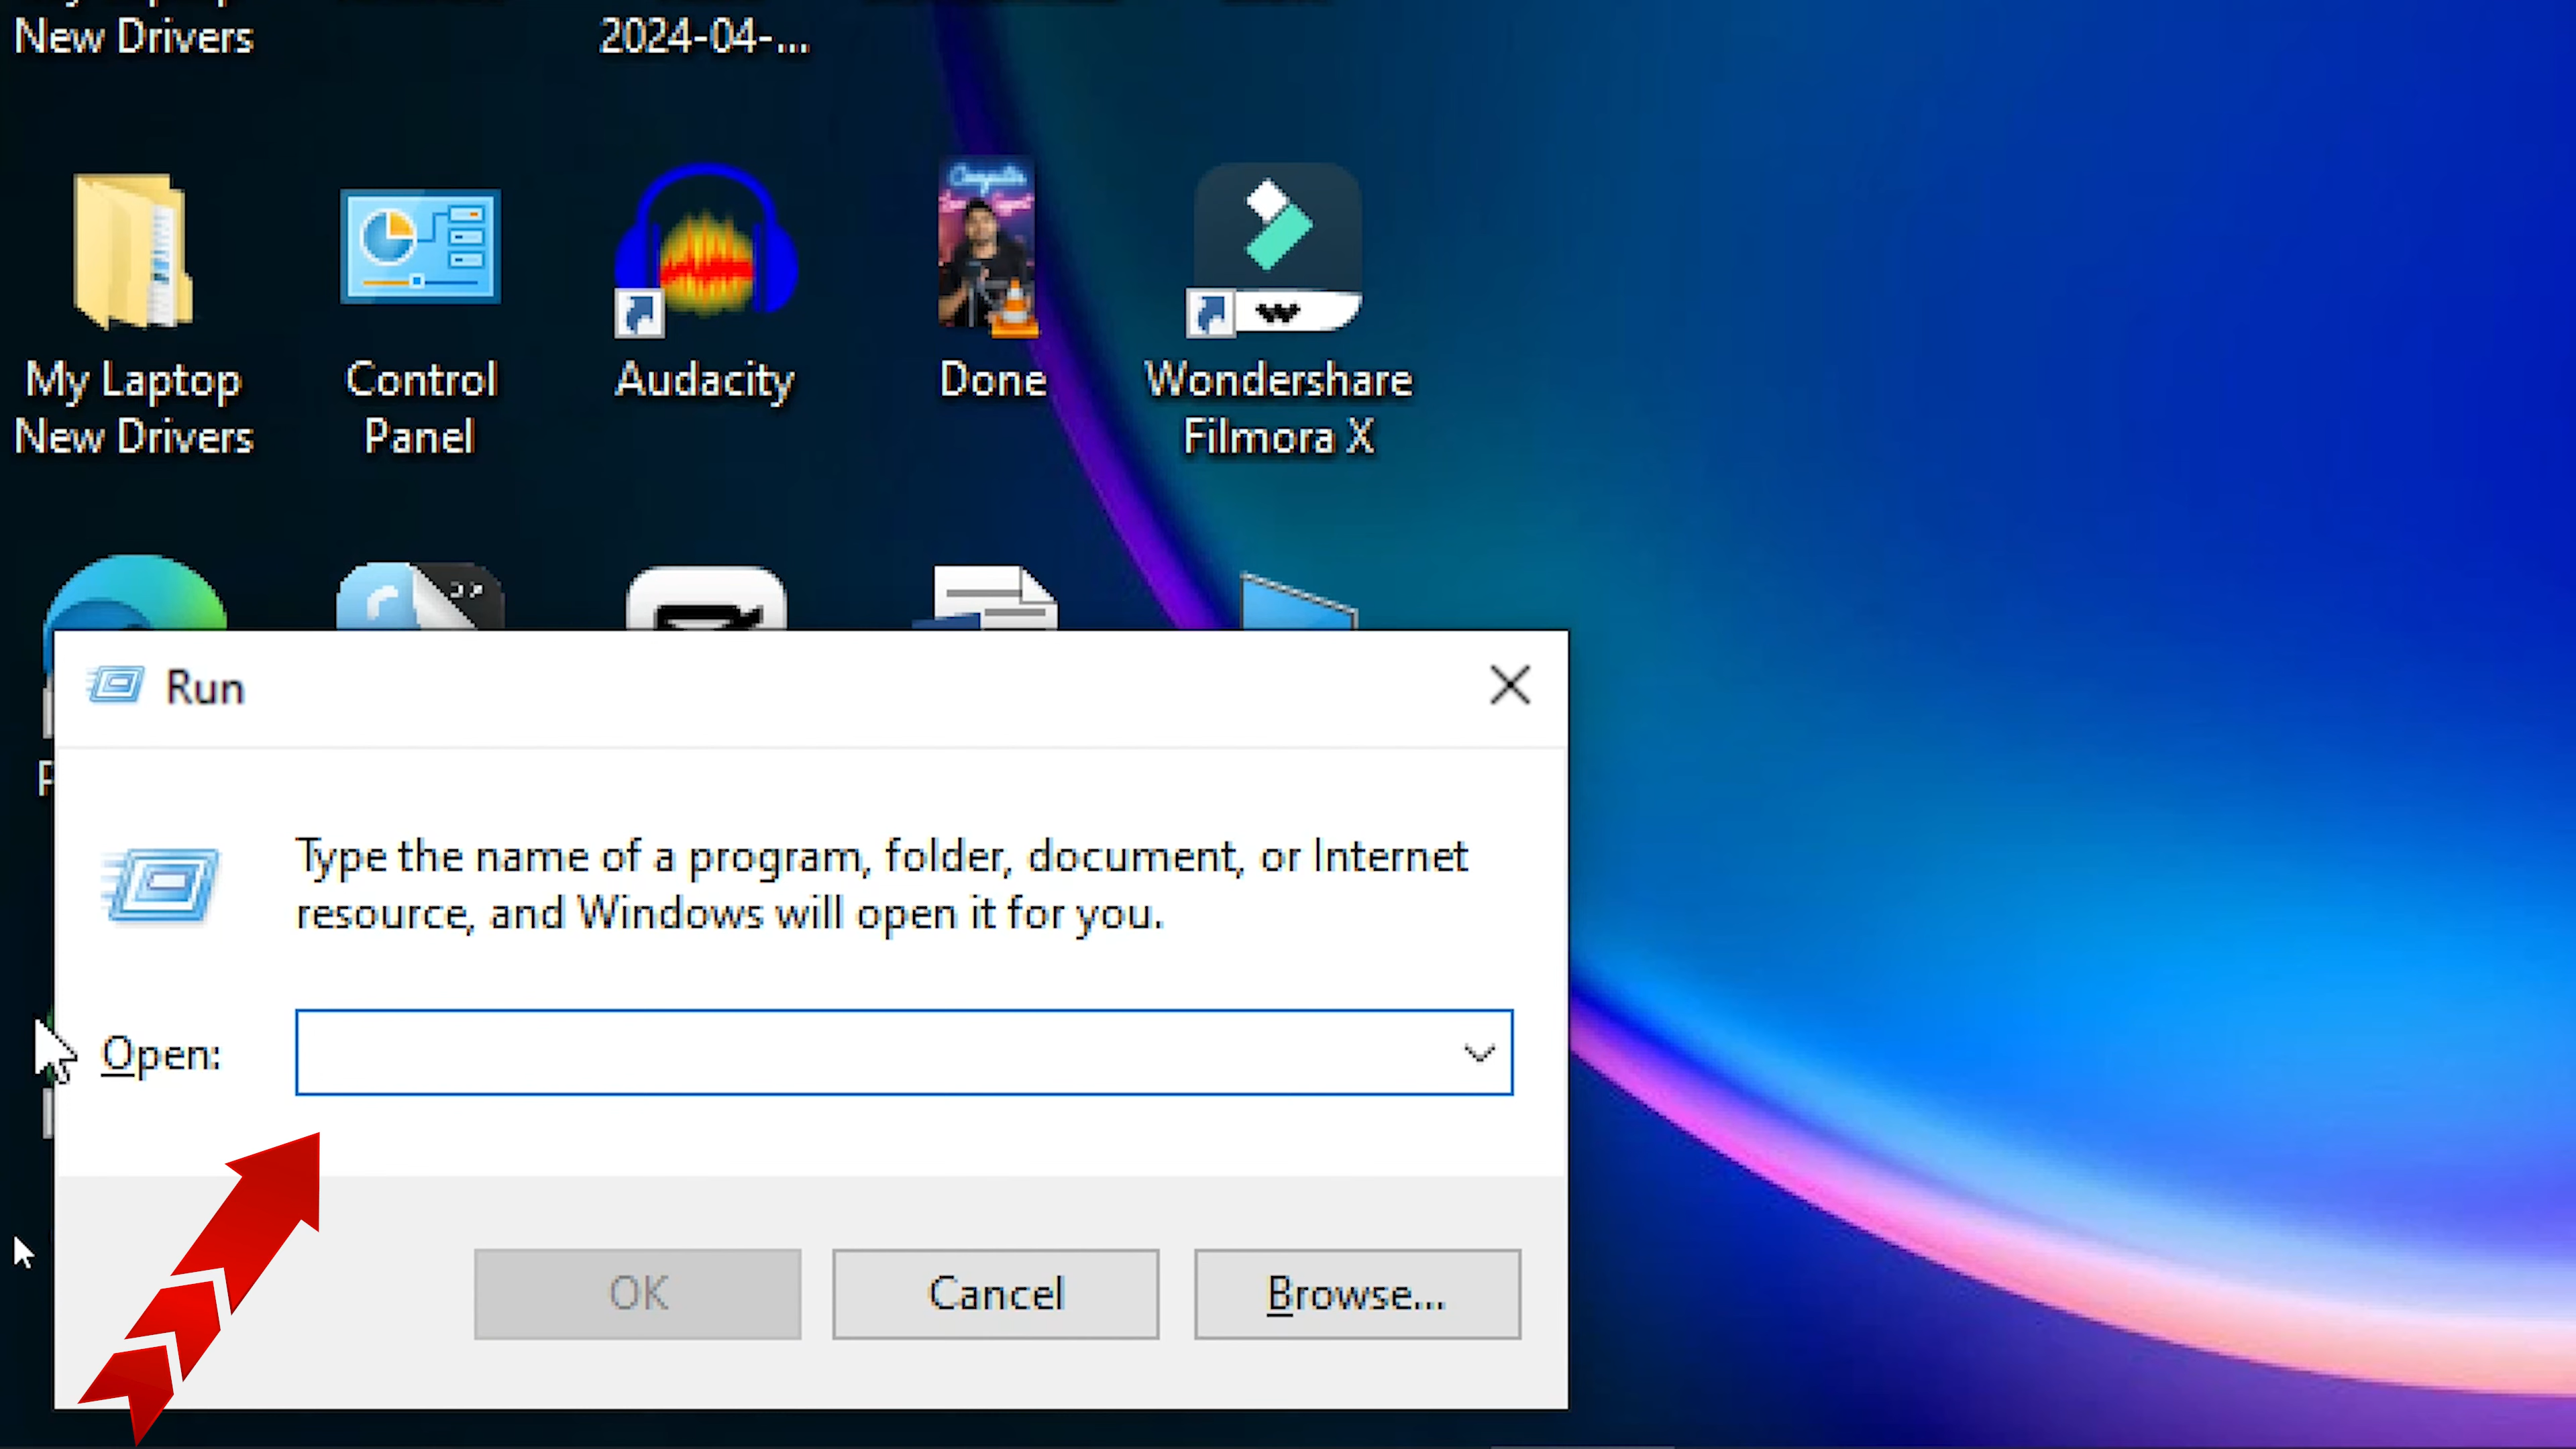 New Drivers
2024-04-...
My Laptop
New Drivers
Control
Panel
Audacity
Done
Wondershare
Filmora X
Run
Type the name of a program, folder, document, or Internet
resource, and Windows will open it for you.
Open:
OK
Cancel
Browse...